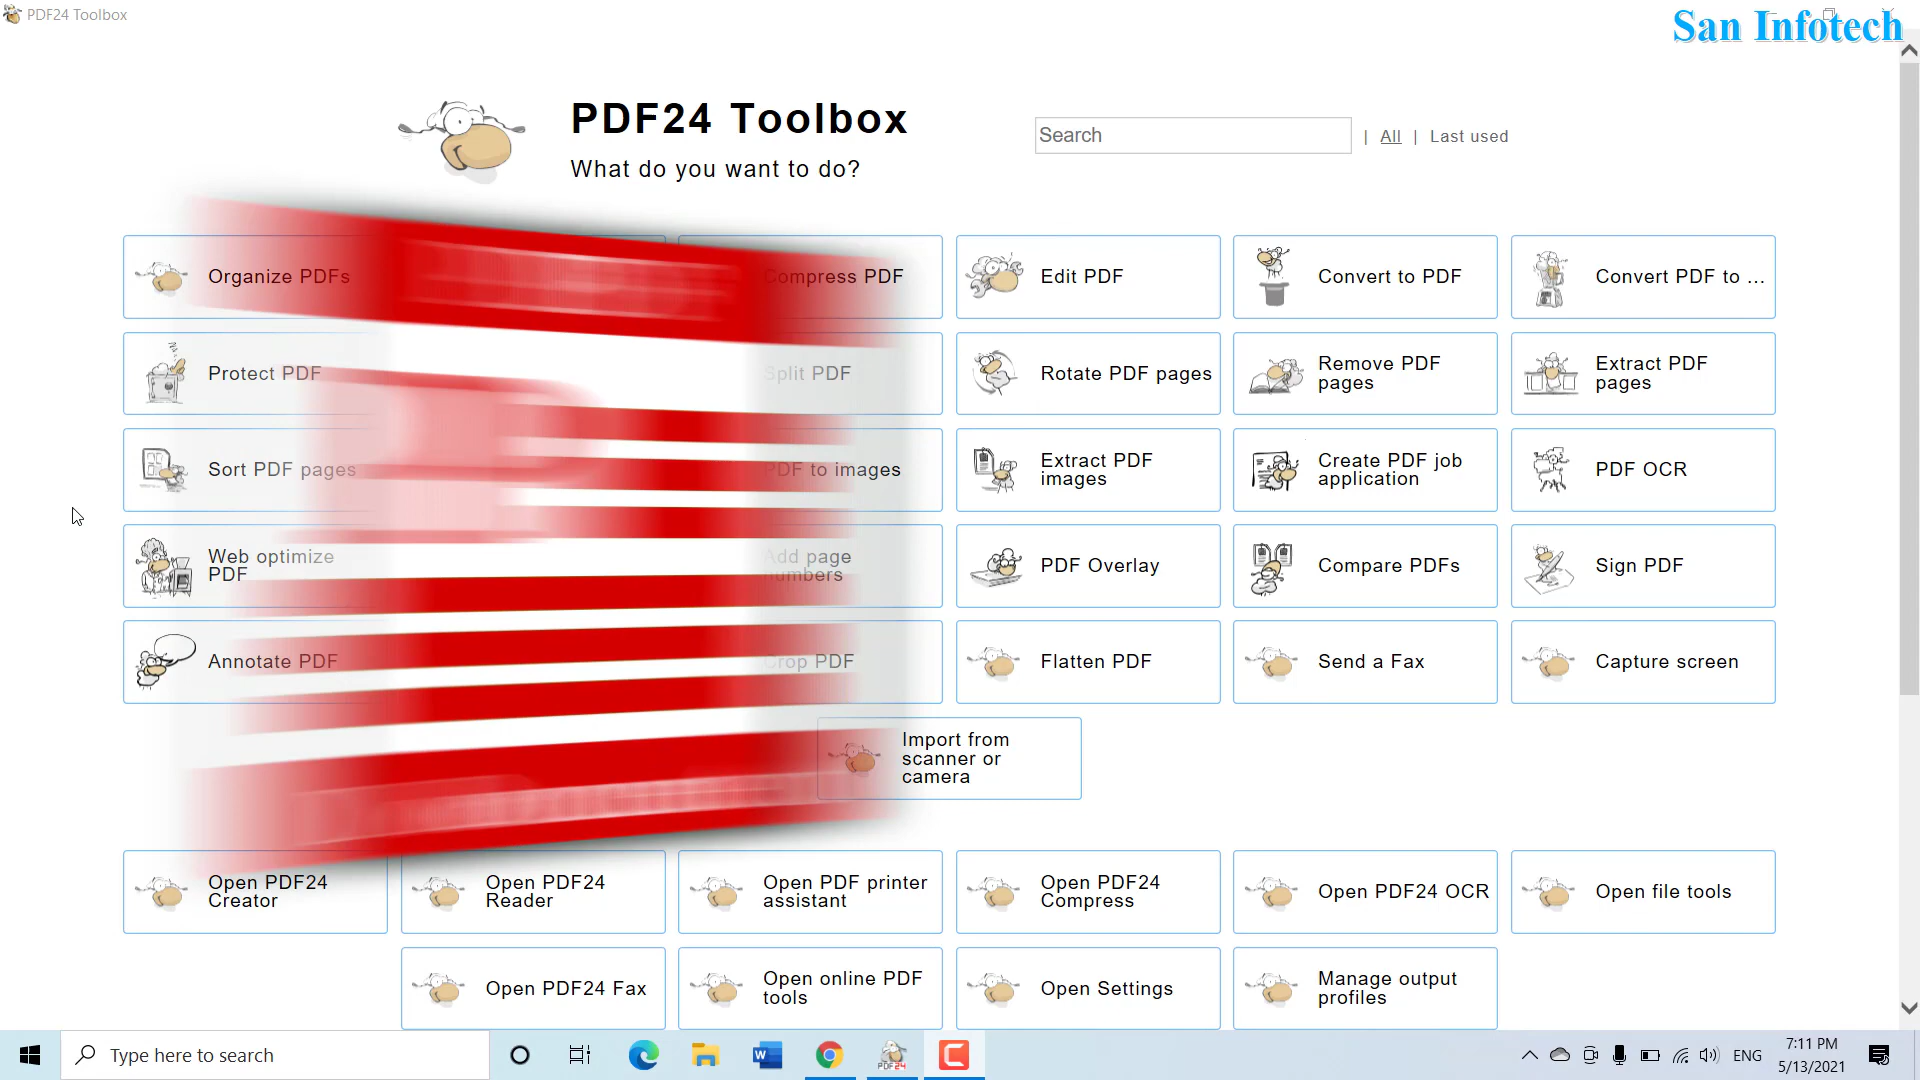 PDF24 Toolbox
San Infotech
PDF24 Toolbox
What do you want to do?
Search
| All | Last used
Organize PDFs
Compress PDF
Edit PDF
Convert to PDF
Convert PDF to ...
Protect PDF
Split PDF
Rotate PDF pages
Remove PDF
pages
Extract PDF
pages
Sort PDF pages
PDF to images
Extract PDF
images
Create PDF job
application
PDF OCR
Web optimize
PDF
Add page
numbers
PDF Overlay
Compare PDFs
Sign PDF
Annotate PDF
Crop PDF
Flatten PDF
Send a Fax
Capture screen
Import from
scanner or
camera
Open PDF24
Creator
Open PDF24
Reader
Open PDF printer
assistant
Open PDF24
Compress
Open PDF24 OCR
Open file tools
Open PDF24 Fax
Open online PDF
tools
Open Settings
Manage output
profiles
Type here to search
PDF24
ENG
7:11 PM
5/13/2021